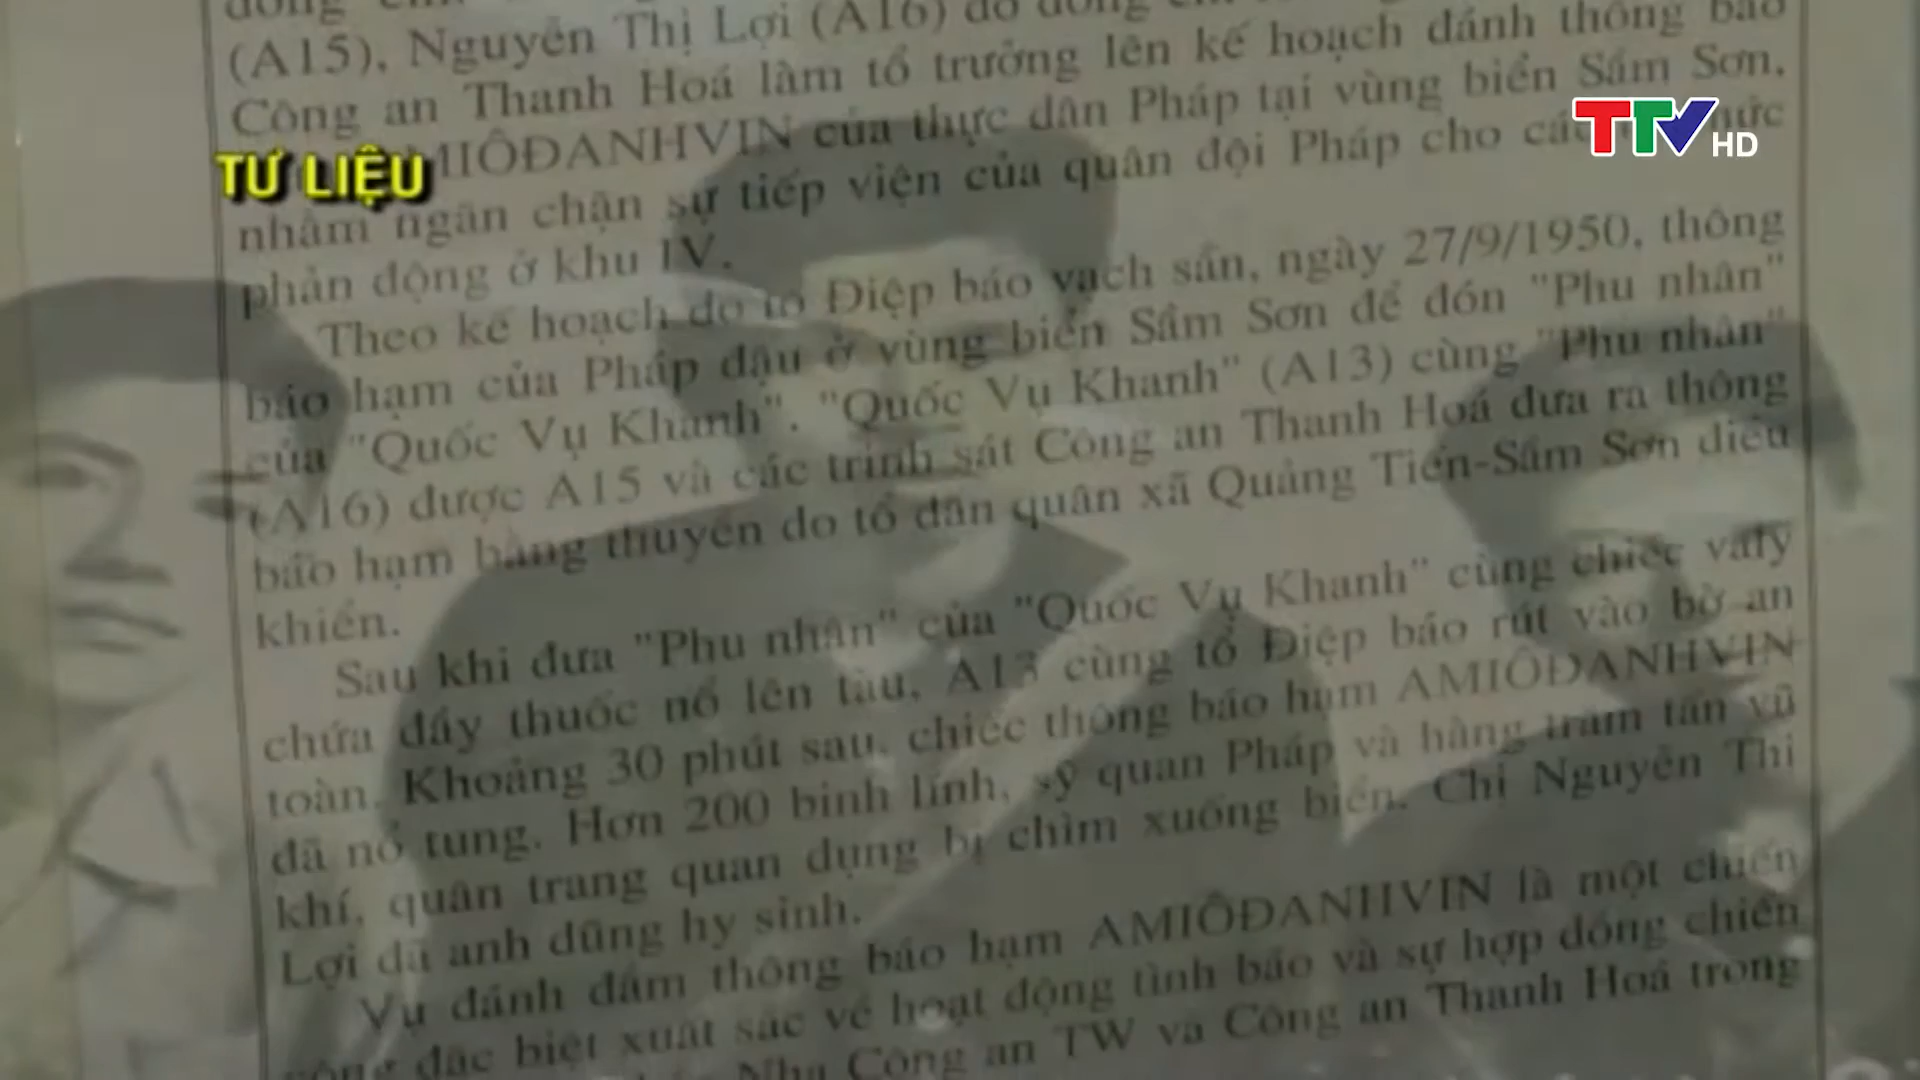 (A15), Nguyễn Thị Lợi (A16) do đồng
Công an Thanh Hoá làm tổ trưởng lên kế hoạch đánh thông báo
AMIÔĐANHVIN của thực dân Pháp tại vùng biển Sầm Sơn,
nhằm ngăn chặn sự tiếp viện của quân đội Pháp cho các
phản động ở khu IV.
Theo kế hoạch do tổ Điệp báo vạch sẵn, ngày 27/9/1950, thông
báo hạm của Pháp đậu ở vùng biển Sầm Sơn để đón "Phu nhân"
của "Quốc Vụ Khanh". "Quốc Vụ Khanh" (A13) cùng "Phu nhân"
(A16) được A15 và các trinh sát Công an Thanh Hoá đưa ra thông
báo hạm bằng thuyền do tổ dân quân xã Quảng Tiến-Sầm Sơn điều
khiển.
Sau khi đưa "Phu nhân" của "Quốc Vụ Khanh" cùng chiếc valy
chứa đầy thuốc nổ lên tàu, A13 cùng tổ Điệp báo rút vào bờ an
toàn. Khoảng 30 phút sau, chiếc thông báo hạm AMIÔĐANHVIN
đã nổ tung. Hơn 200 binh lính, sỹ quan Pháp và hàng trăm tấn vũ
khí, quân trang quân dụng bị chìm xuống biển. Chị Nguyễn Thị
Lợi đã anh dũng hy sinh.
Vụ đánh đắm thông báo hạm AMIÔĐANHVIN là một chiến
công đặc biệt xuất sắc về hoạt động tình báo và sự hợp đồng chiến
Nha Công an TW và Công an Thanh Hoá trong
TƯ LIỆU
TTV HD